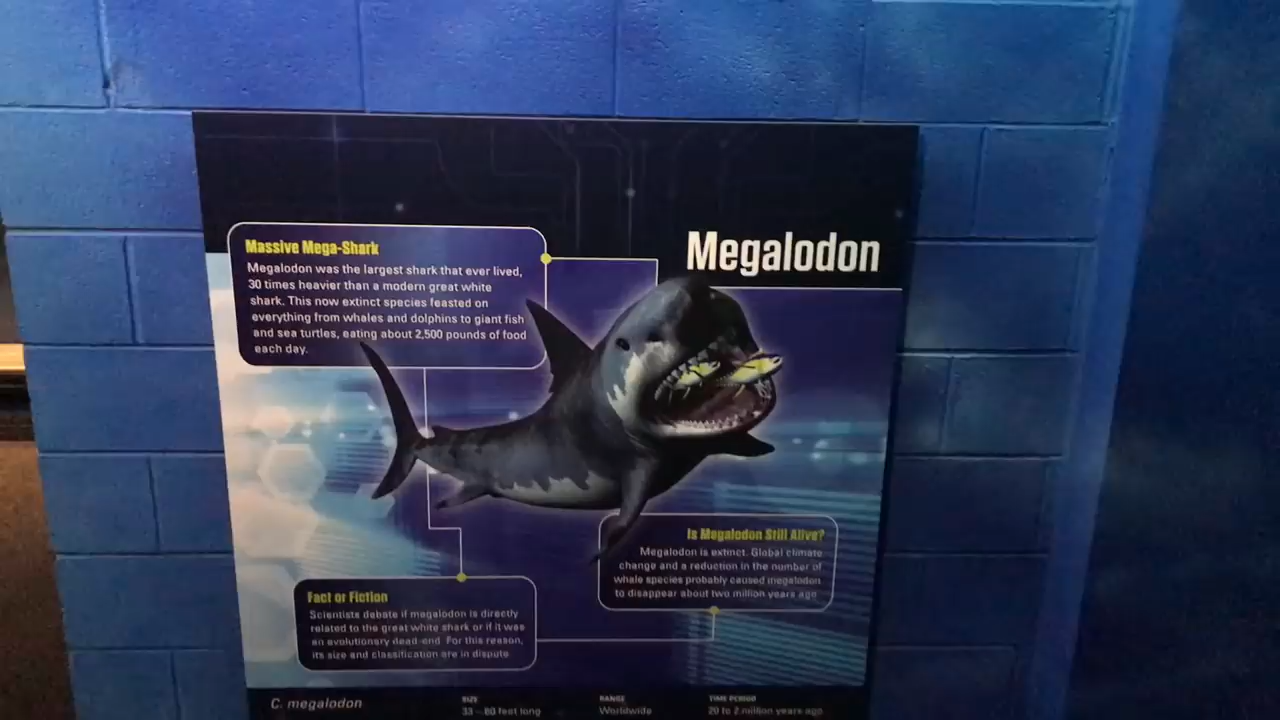 Megalodon
Massive Mega-Shark
Megalodon was the largest shark that ever lived,
30 times heavier than a modern great white
shark. This now extinct species feasted on
everything from whales and dolphins to giant fish
and sea turtles, eating about 2,500 pounds of food
each day.
Is Megalodon Still Alive?
Megalodon is extinct. Global climate
change and a reduction in the number of
whale species probably caused megalodon
to disappear about two million years ago
Fact or Fiction
Scientists debate if megalodon is directly
related to the great white shark or if it was
an evolutionary dead-end. For this reason,
its size and classification are in dispute
C. megalodon
SIZE
33 - 80 feet long
RANGE
Worldwide
TIME PERIOD
20 to 2 million years ago